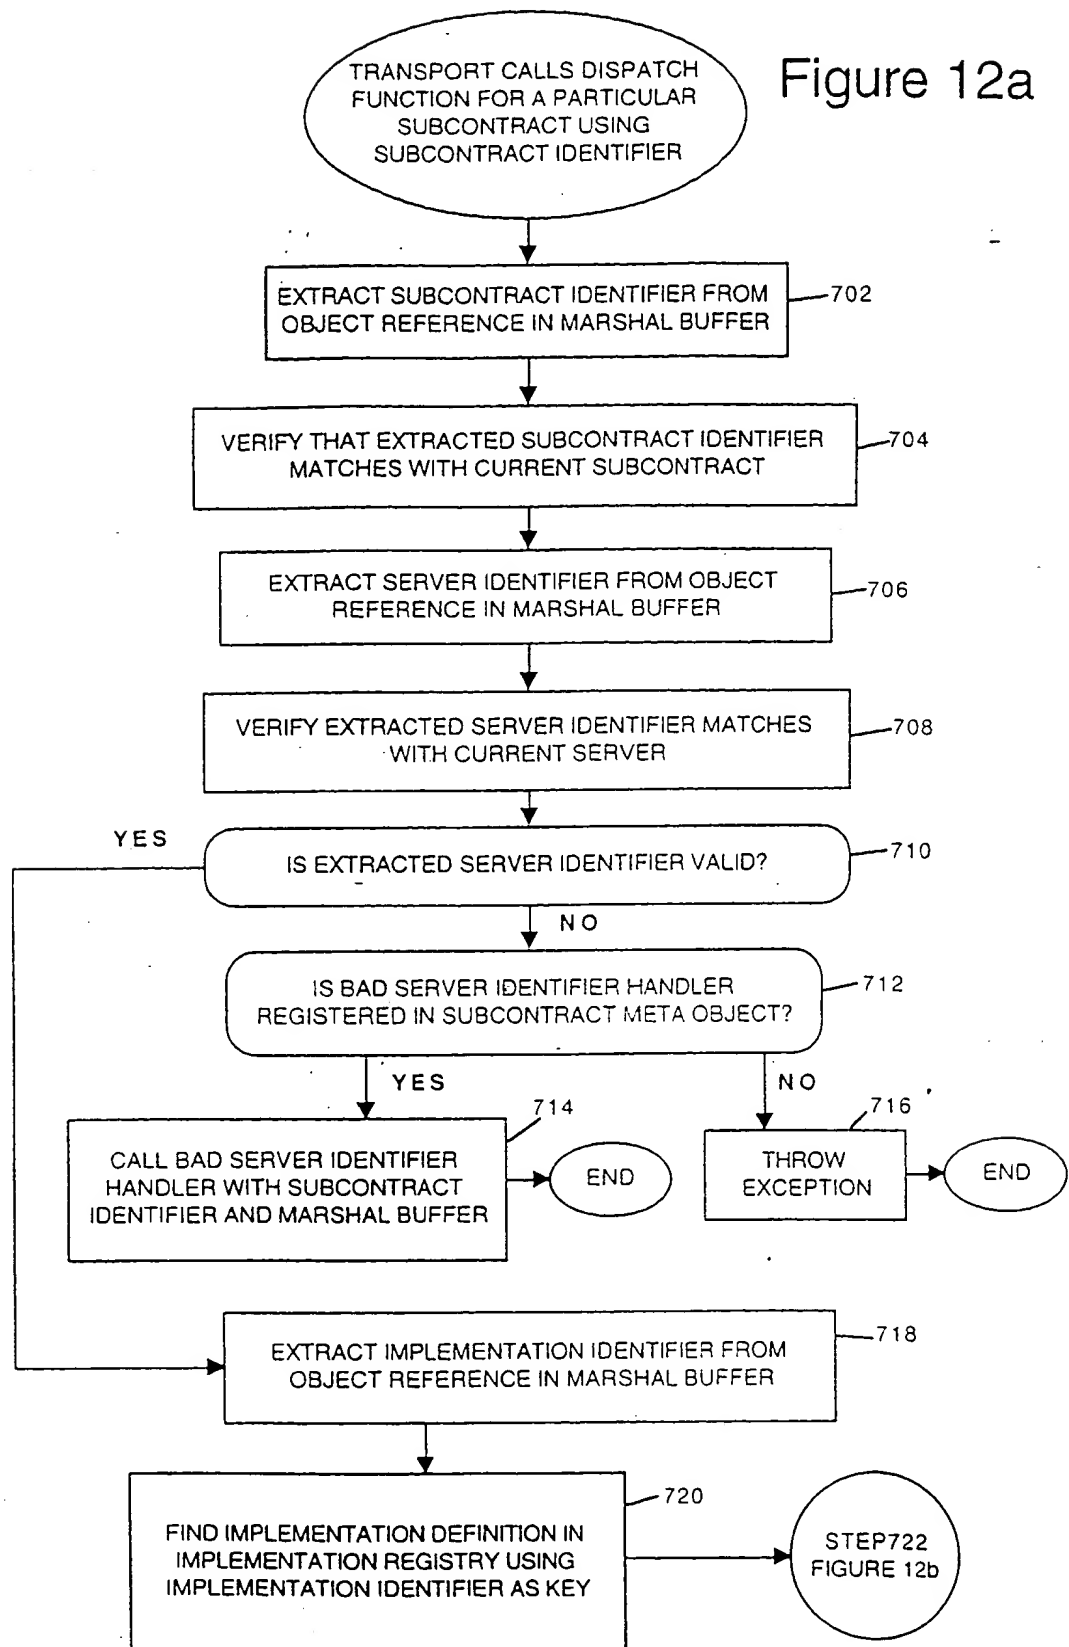 Figure 12a
TRANSPORT CALLS DISPATCH
FUNCTION FOR A PARTICULAR
SUBCONTRACT USING
SUBCONTRACT IDENTIFIER
EXTRACT SUBCONTRACT IDENTIFIER FROM
OBJECT REFERENCE IN MARSHAL BUFFER
702
VERIFY THAT EXTRACTED SUBCONTRACT IDENTIFIER
MATCHES WITH CURRENT SUBCONTRACT
704
EXTRACT SERVER IDENTIFIER FROM OBJECT
REFERENCE IN MARSHAL BUFFER
706
VERIFY EXTRACTED SERVER IDENTIFIER MATCHES
WITH CURRENT SERVER
708
YES
IS EXTRACTED SERVER IDENTIFIER VALID?
710
NO
IS BAD SERVER IDENTIFIER HANDLER
REGISTERED IN SUBCONTRACT META OBJECT?
712
YES
NO
714
CALL BAD SERVER IDENTIFIER
HANDLER WITH SUBCONTRACT
IDENTIFIER AND MARSHAL BUFFER
END
716
THROW
EXCEPTION
END
718
EXTRACT IMPLEMENTATION IDENTIFIER FROM
OBJECT REFERENCE IN MARSHAL BUFFER
720
FIND IMPLEMENTATION DEFINITION IN
IMPLEMENTATION REGISTRY USING
IMPLEMENTATION IDENTIFIER AS KEY
STEP722
FIGURE 12b